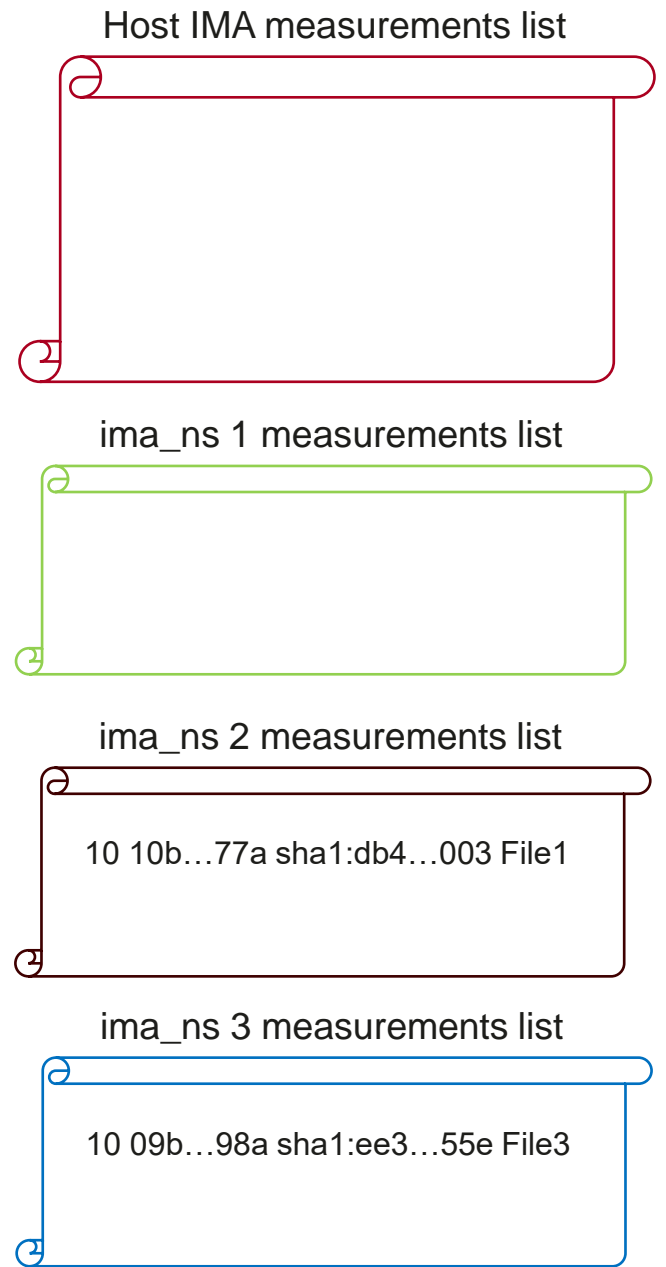 Host IMA measurements list
ima_ns 1 measurements list
ima_ns 2 measurements list
10 10b…77a sha1:db4…003 File1
ima_ns 3 measurements list
10 09b…98a sha1:ee3…55e File3